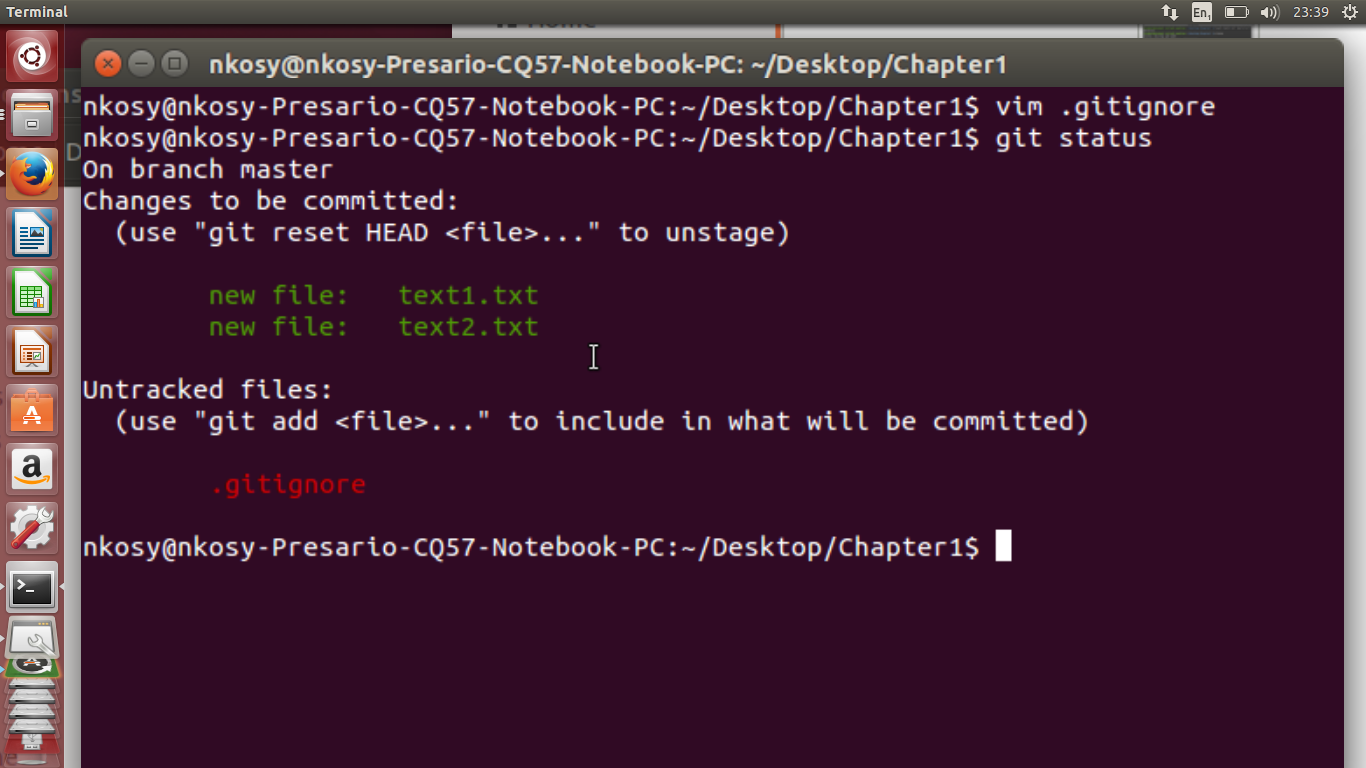 Terminal
En1
23:39
Home
nkosy@nkosy-Presario-CQ57-Notebook-PC: ~/Desktop/Chapter1
nkosy@nkosy-Presario-CQ57-Notebook-PC:~/Desktop/Chapter1$ vim .gitignore
nkosy@nkosy-Presario-CQ57-Notebook-PC:~/Desktop/Chapter1$ git status
On branch master
Changes to be committed:
  (use "git reset HEAD <file>..." to unstage)
new file:   text1.txt
new file:   text2.txt
Untracked files:
  (use "git add <file>..." to include in what will be committed)
.gitignore
nkosy@nkosy-Presario-CQ57-Notebook-PC:~/Desktop/Chapter1$